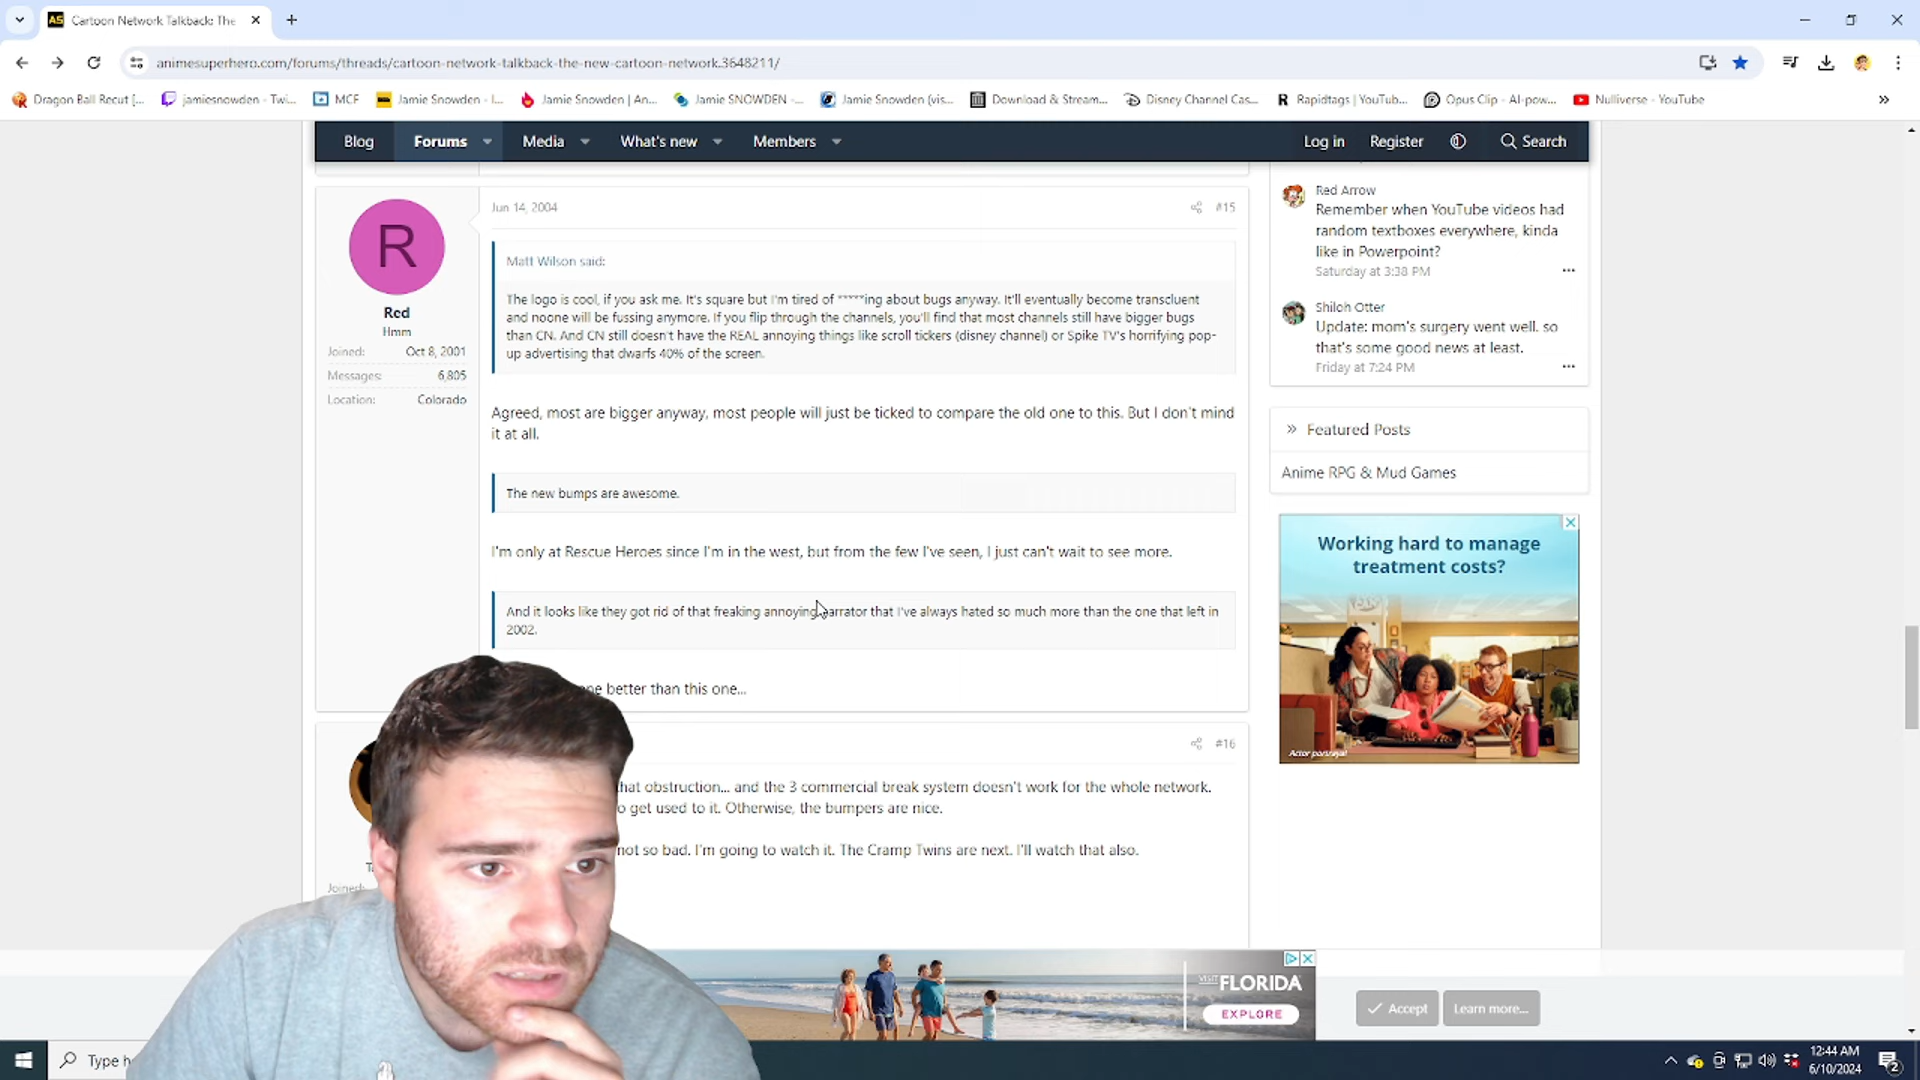 AS Cartoon Network Talkback: The
animesuperhero.com/forums/threads/cartoon-network-talkback-the-new-cartoon-network.3648211/
Dragon Ball Recut [... jamiesnowden - Twi... MCF Jamie Snowden - I... Jamie Snowden | An... Jamie SNOWDEN -... Jamie Snowden (vis... Download & Stream... Disney Channel Cas... R Rapidtags | YouTub... Opus Clip - AI-pow... Nulliverse - YouTube
Blog Forums Media What's new Members Log in Register Search
R
Red
Hmm
Joined: Oct 8, 2001
Messages: 6,805
Location: Colorado
Jun 14, 2004 #15
Matt Wilson said:
The logo is cool, if you ask me. It's square but I'm tired of *****ing about bugs anyway. It'll eventually become transcluent
and noone will be fussing anymore. If you flip through the channels, you'll find that most channels still have bigger bugs
than CN. And CN still doesn't have the REAL annoying things like scroll tickers (disney channel) or Spike TV's horrifying pop-
up advertising that dwarfs 40% of the screen.
Agreed, most are bigger anyway, most people will just be ticked to compare the old one to this. But I don't mind
it at all.
The new bumps are awesome.
I'm only at Rescue Heroes since I'm in the west, but from the few I've seen, I just can't wait to see more.
And it looks like they got rid of that freaking annoying narrator that I've always hated so much more than the one that left in
2002.
better than this one...
#16
that obstruction... and the 3 commercial break system doesn't work for the whole network.
to get used to it. Otherwise, the bumpers are nice.
not so bad. I'm going to watch it. The Cramp Twins are next. I'll watch that also.
Joined:
Red Arrow
Remember when YouTube videos had
random textboxes everywhere, kinda
like in Powerpoint?
Saturday at 3:38 PM
Shiloh Otter
Update: mom's surgery went well. so
that's some good news at least.
Friday at 7:24 PM
Featured Posts
Anime RPG & Mud Games
Working hard to manage
treatment costs?
Actor portrayal
VISIT FLORIDA
EXPLORE
Accept Learn more...
Type he
12:44 AM
6/10/2024
2